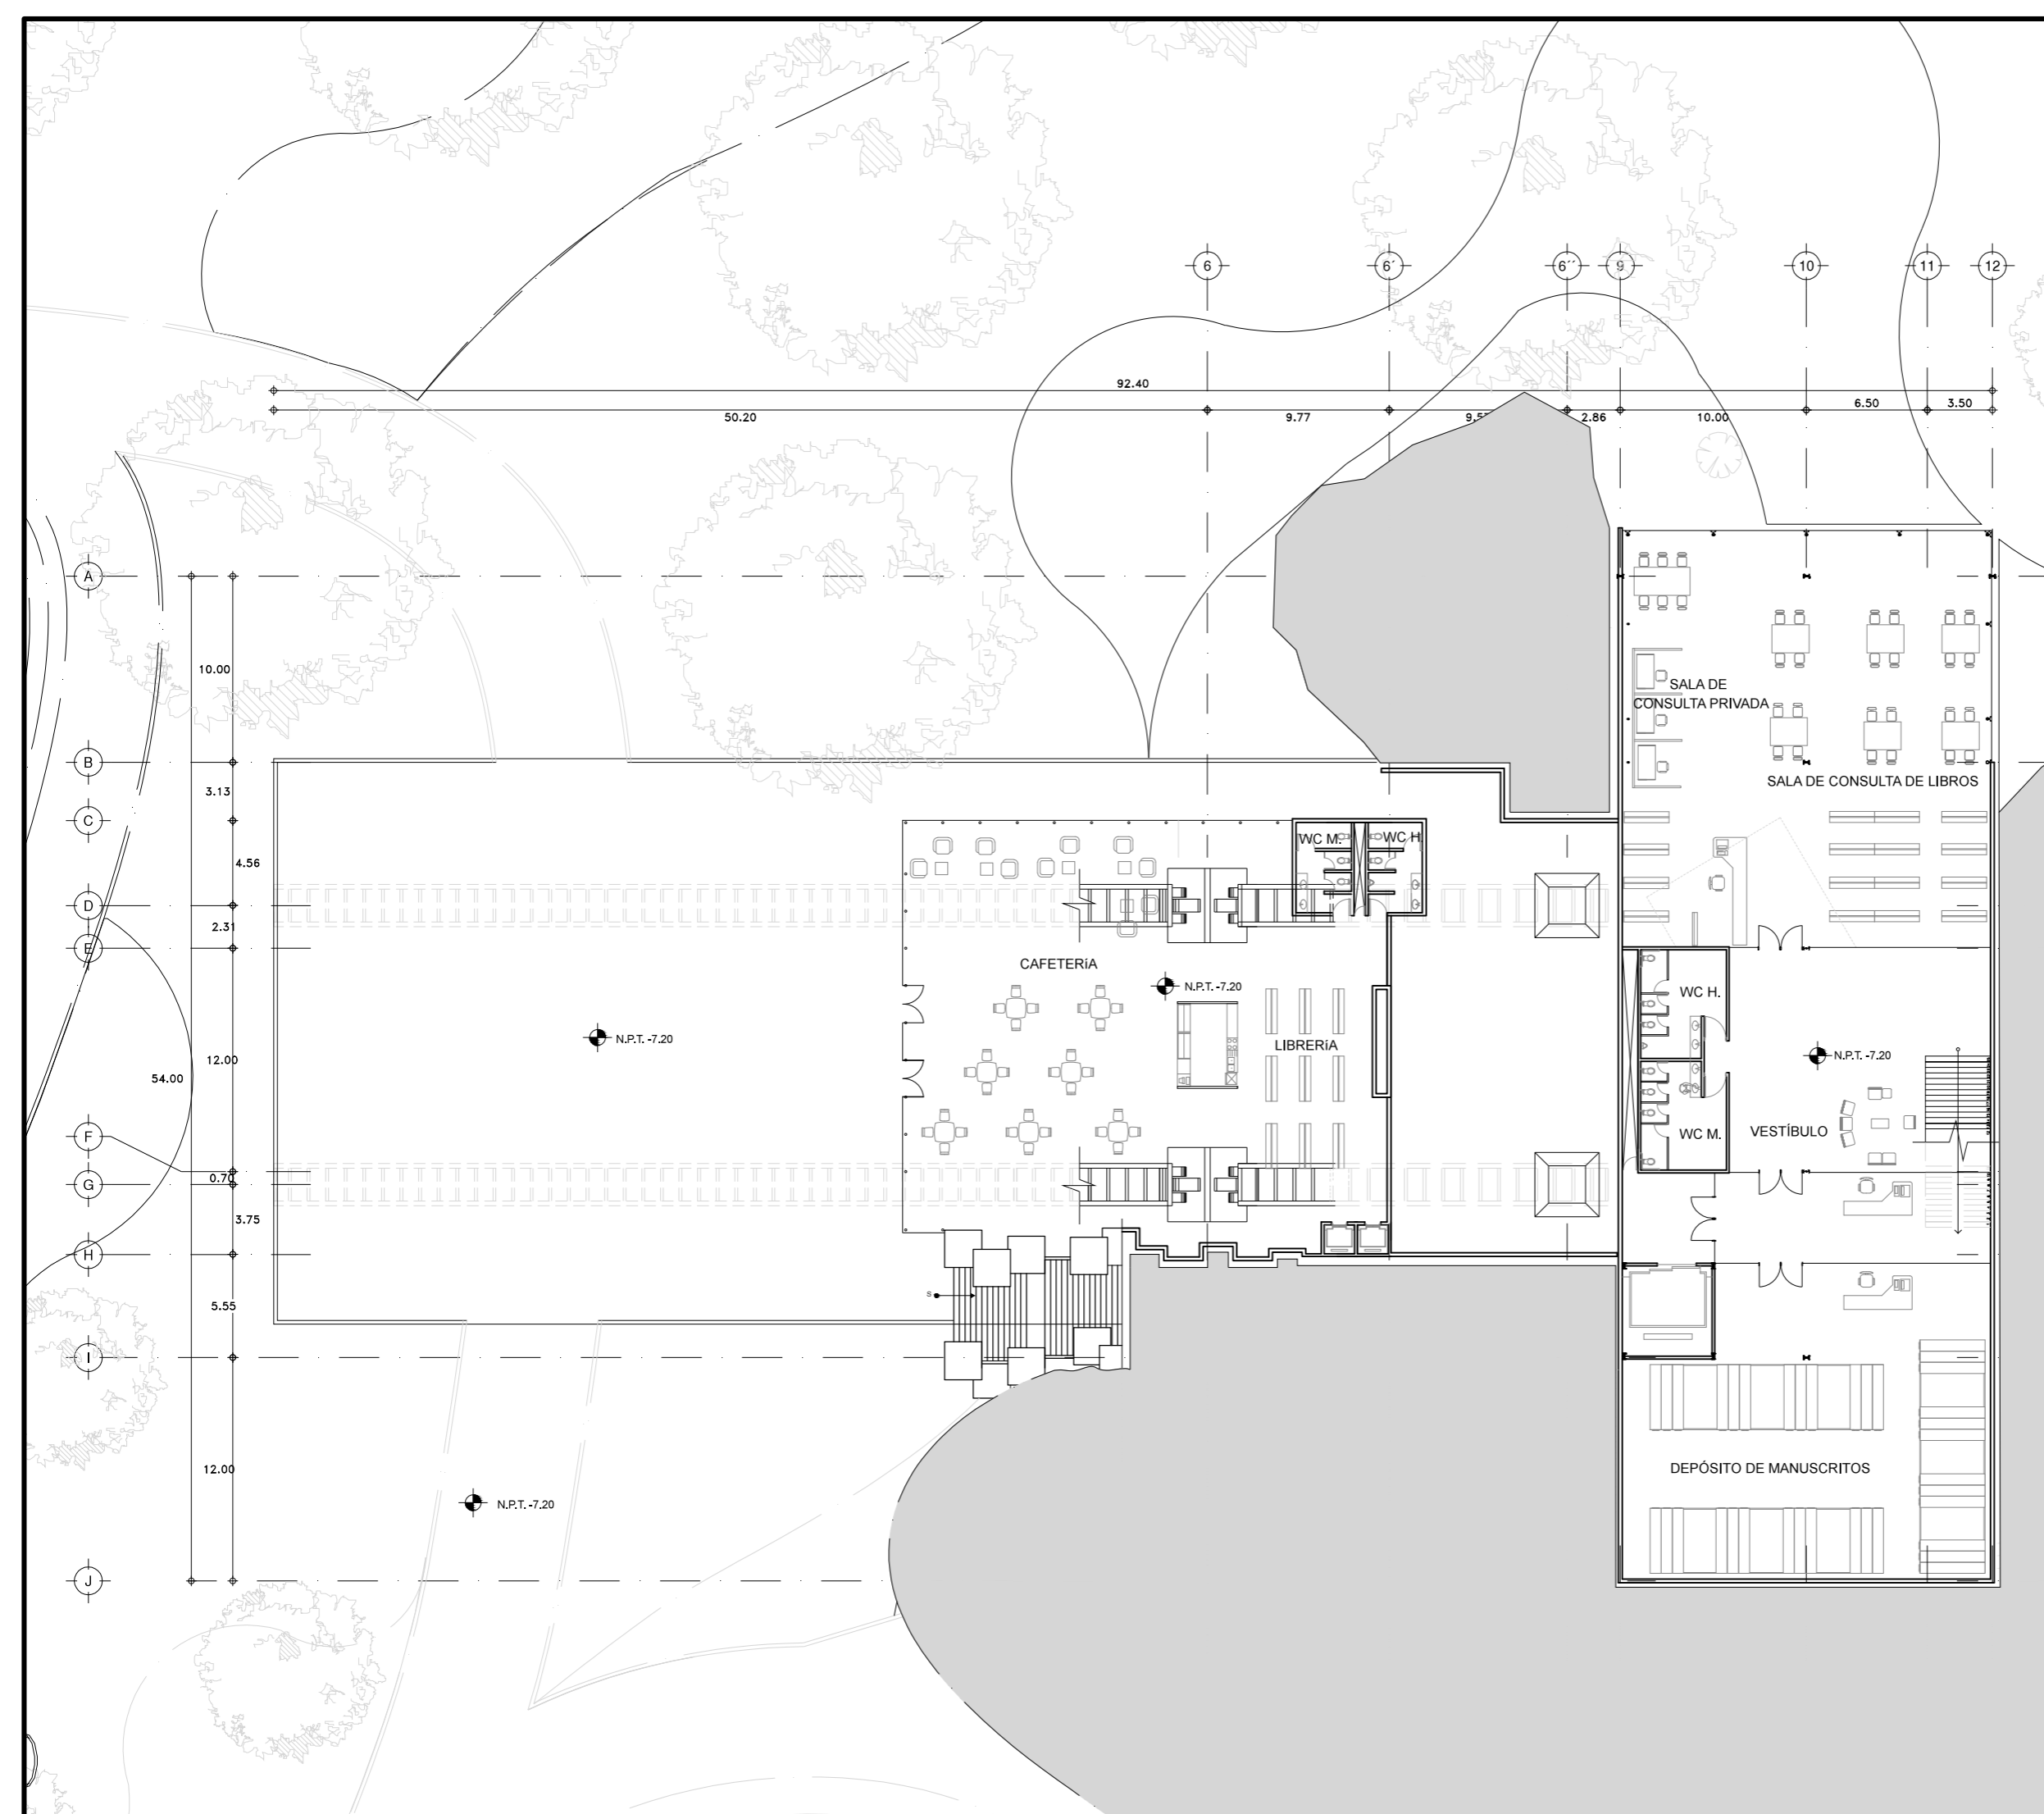 6
6´
6´´
9
10
11
12
92.40
50.20
9.77
2.86
10.00
6.50
3.50
A
10.00
SALA DE
CONSULTA PRIVADA
B
3.13
SALA DE CONSULTA DE LIBROS
C
WC M.
WC H.
4.56
D
2.31
E
CAFETERíA
N.P.T. -7.20
WC H.
N.P.T. -7.20
LIBRERíA
12.00
N.P.T. -7.20
54.00
F
VESTÍBULO
WC M.
0.70
G
3.75
H
S
5.55
I
12.00
DEPÓSITO DE MANUSCRITOS
N.P.T. -7.20
J